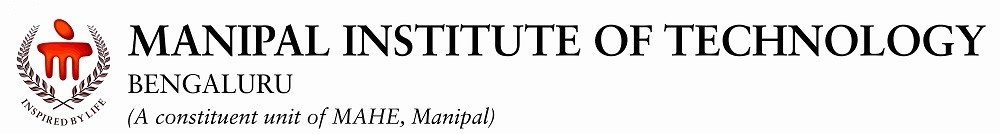 INSPIRED BY LIFE
MANIPAL INSTITUTE OF TECHNOLOGY
BENGALURU
(A constituent unit of MAHE, Manipal)